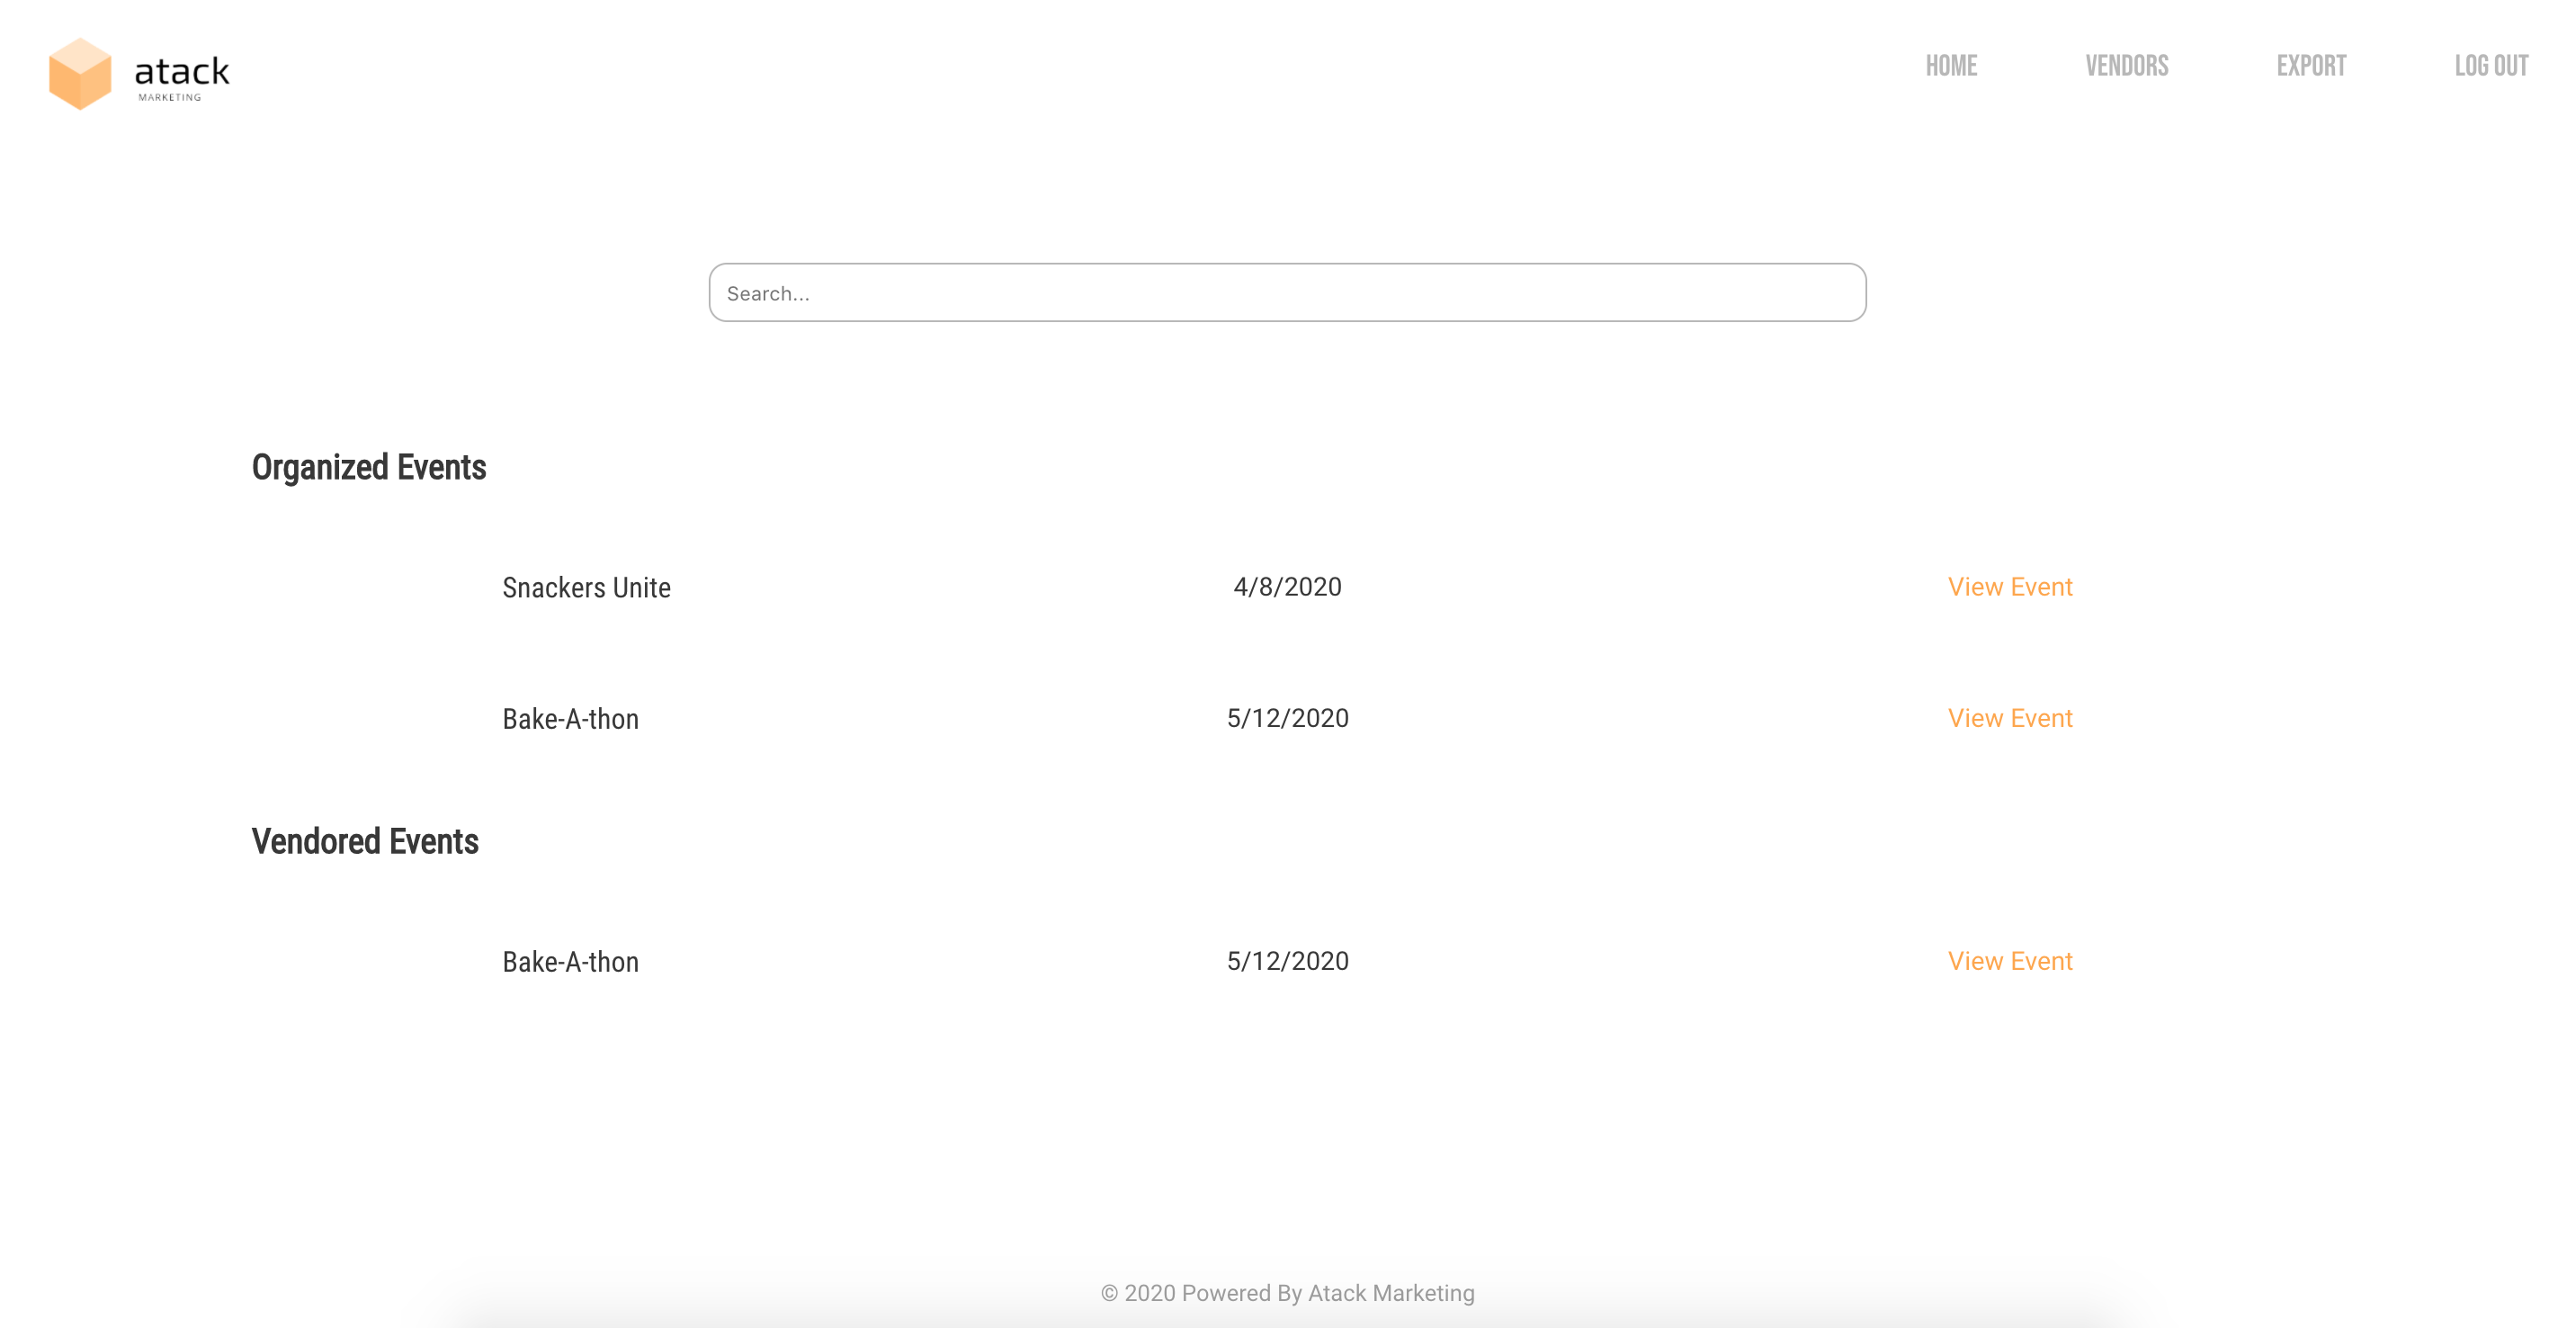 atack
MARKETING
HOME VENDORS EXPORT LOG OUT
Search...
Organized Events
Snackers Unite 4/8/2020 View Event
Bake-A-thon 5/12/2020 View Event
Vendored Events
Bake-A-thon 5/12/2020 View Event
© 2020 Powered By Atack Marketing